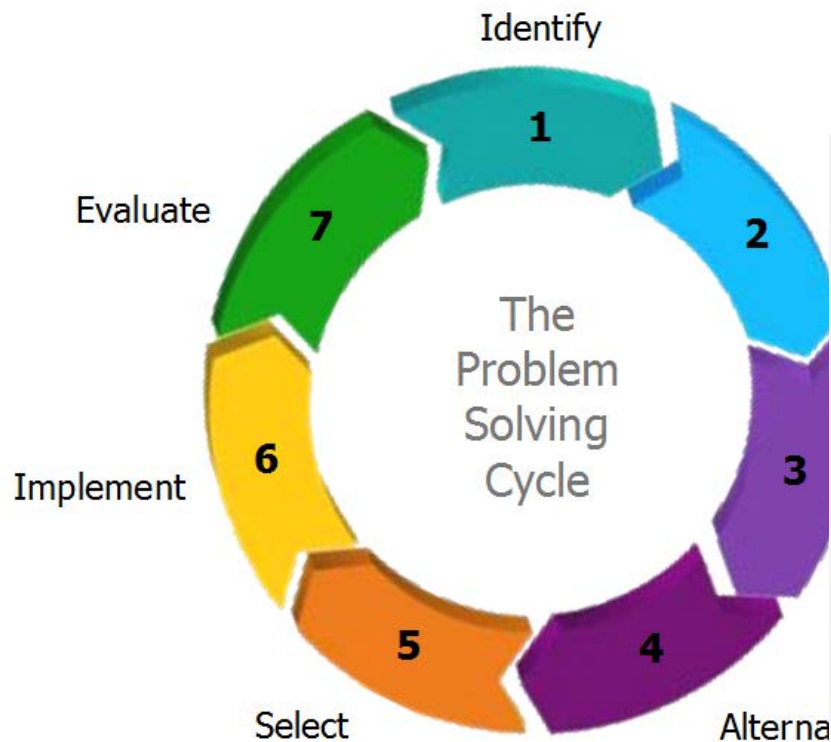 Identify
1
2
3
4
5
6
7
Evaluate
Implement
Select
The
Problem
Solving
Cycle